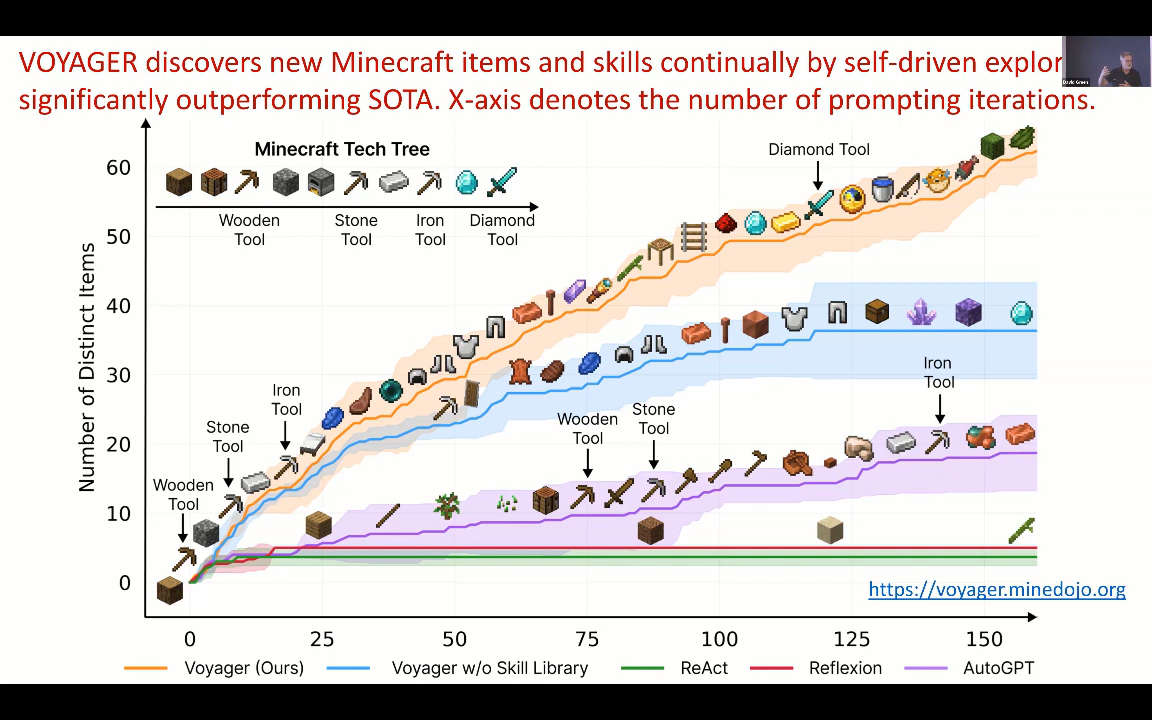 VOYAGER discovers new Minecraft items and skills continually by self-driven explor
significantly outperforming SOTA. X-axis denotes the number of prompting iterations.
David Green
Minecraft Tech Tree
Wooden Tool
Stone Tool
Iron Tool
Diamond Tool
Diamond Tool
Iron
Tool
Stone
Tool
Wooden
Tool
Wooden
Tool
Stone
Tool
Iron
Tool
Number of Distinct Items
60
50
40
30
20
10
0
https://voyager.minedojo.org
0 25 50 75 100 125 150
Voyager (Ours) Voyager w/o Skill Library ReAct Reflexion AutoGPT